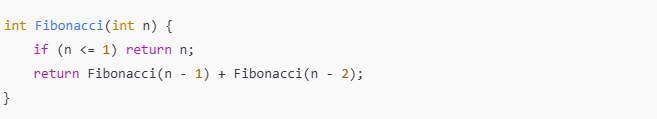 int Fibonacci(int n) {
    if (n <= 1) return n;
    return Fibonacci(n - 1) + Fibonacci(n - 2);
}